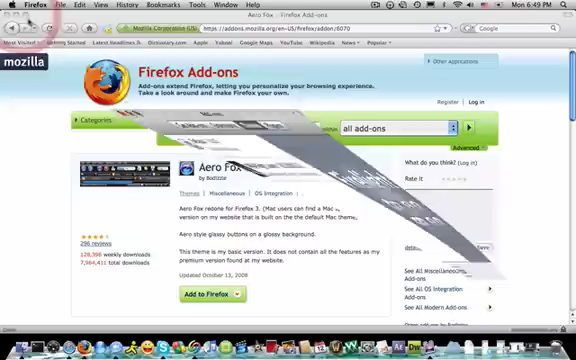 Firefox File Edit View History Bookmarks Tools Window Help
Mon 6:49 PM
Aero Fox :: Firefox Add-ons
Mozilla Corporation (US) https://addons.mozilla.org/en-US/firefox/addon/6070
Google
Most Visited Getting Started Latest Headlines Dictionary.com Apple Yahoo! Google Maps YouTube Wikipedia
mozilla
Other Applications
Firefox Add-ons
Add-ons extend Firefox, letting you personalize your browsing experience.
Take a look around and make Firefox your own.
Register Log in
Categories
all add-ons
Advanced
Aero Fox
by Bodizzle
Themes Miscellaneous OS Integration
What do you think? (Log in)
Rate it
Aero Fox redone for Firefox 3. (Mac users can find a Mac
version on my website that is built on the the default Mac theme,
Aero style glassy buttons on a glossy background.
This theme is my basic version. It does not contain all the features as my
premium version found at my website.
Updated October 13, 2008
296 reviews
128,398 weekly downloads
7,964,411 total downloads
Add to Firefox
Save
See All Miscellaneous
Add-ons
See All OS Integration
Add-ons
See All Modern Add-ons